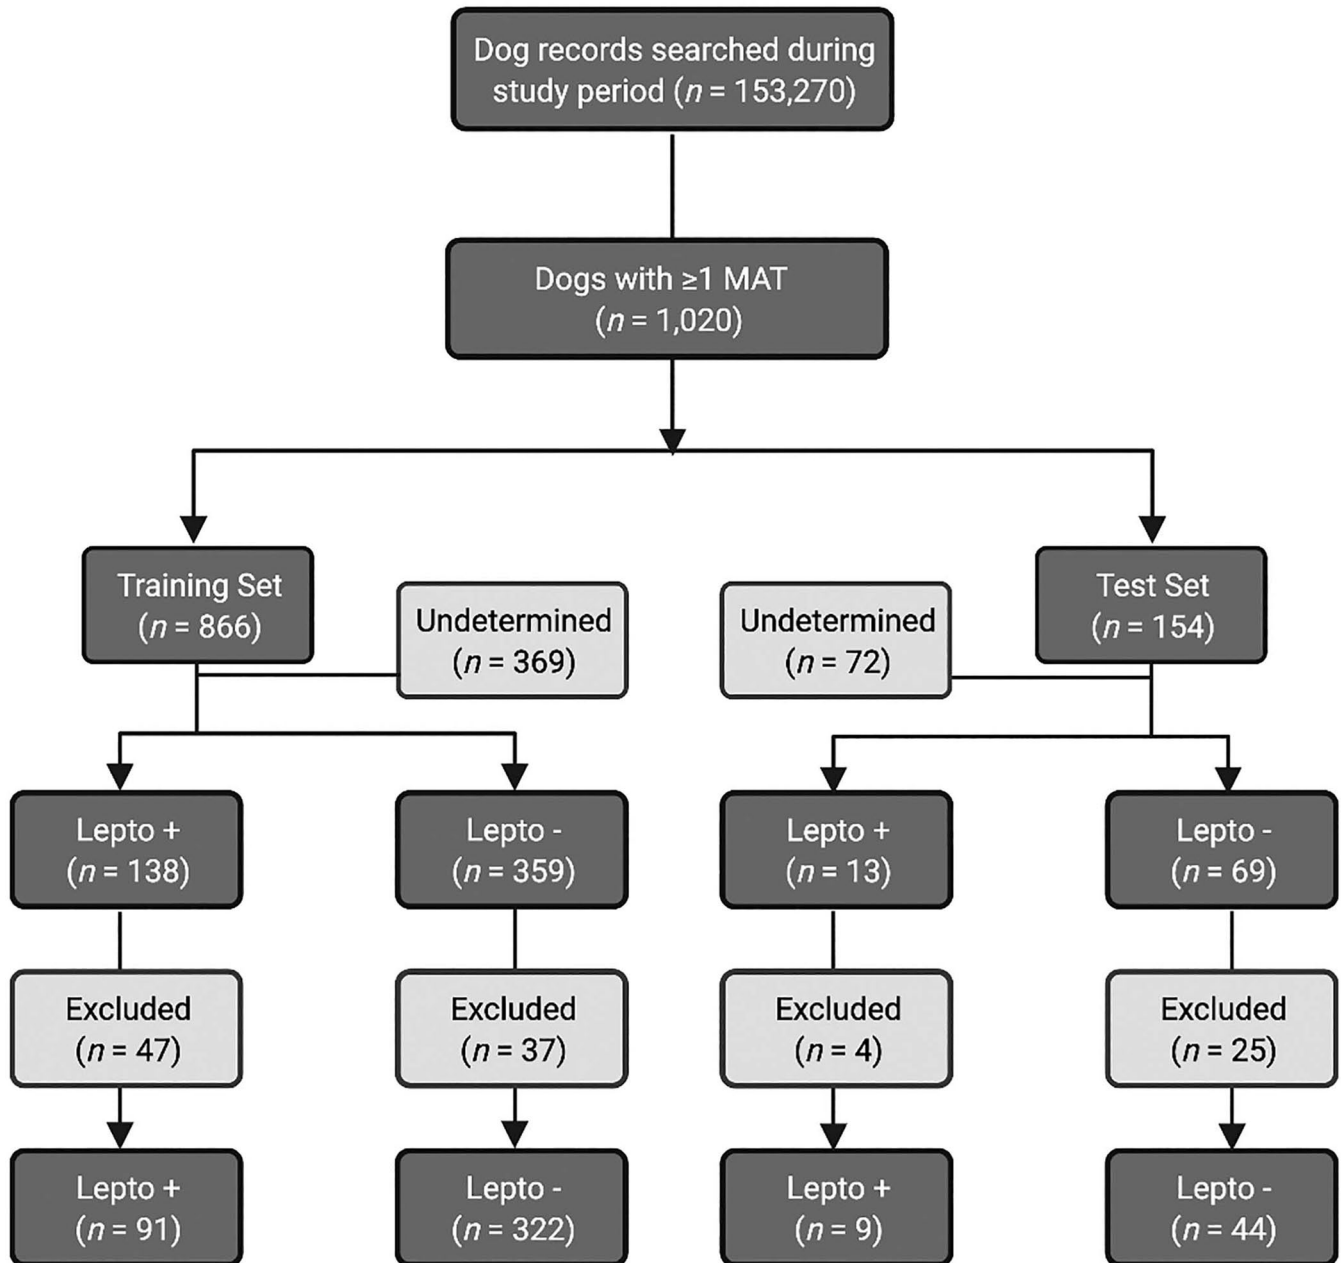 Dog records searched during
study period (n = 153,270)
Dogs with ≥1 MAT
(n = 1,020)
Training Set
(n = 866)
Undetermined
(n = 369)
Undetermined
(n = 72)
Test Set
(n = 154)
Lepto +
(n = 138)
Lepto -
(n = 359)
Lepto +
(n = 13)
Lepto -
(n = 69)
Excluded
(n = 47)
Excluded
(n = 37)
Excluded
(n = 4)
Excluded
(n = 25)
Lepto +
(n = 91)
Lepto -
(n = 322)
Lepto +
(n = 9)
Lepto -
(n = 44)